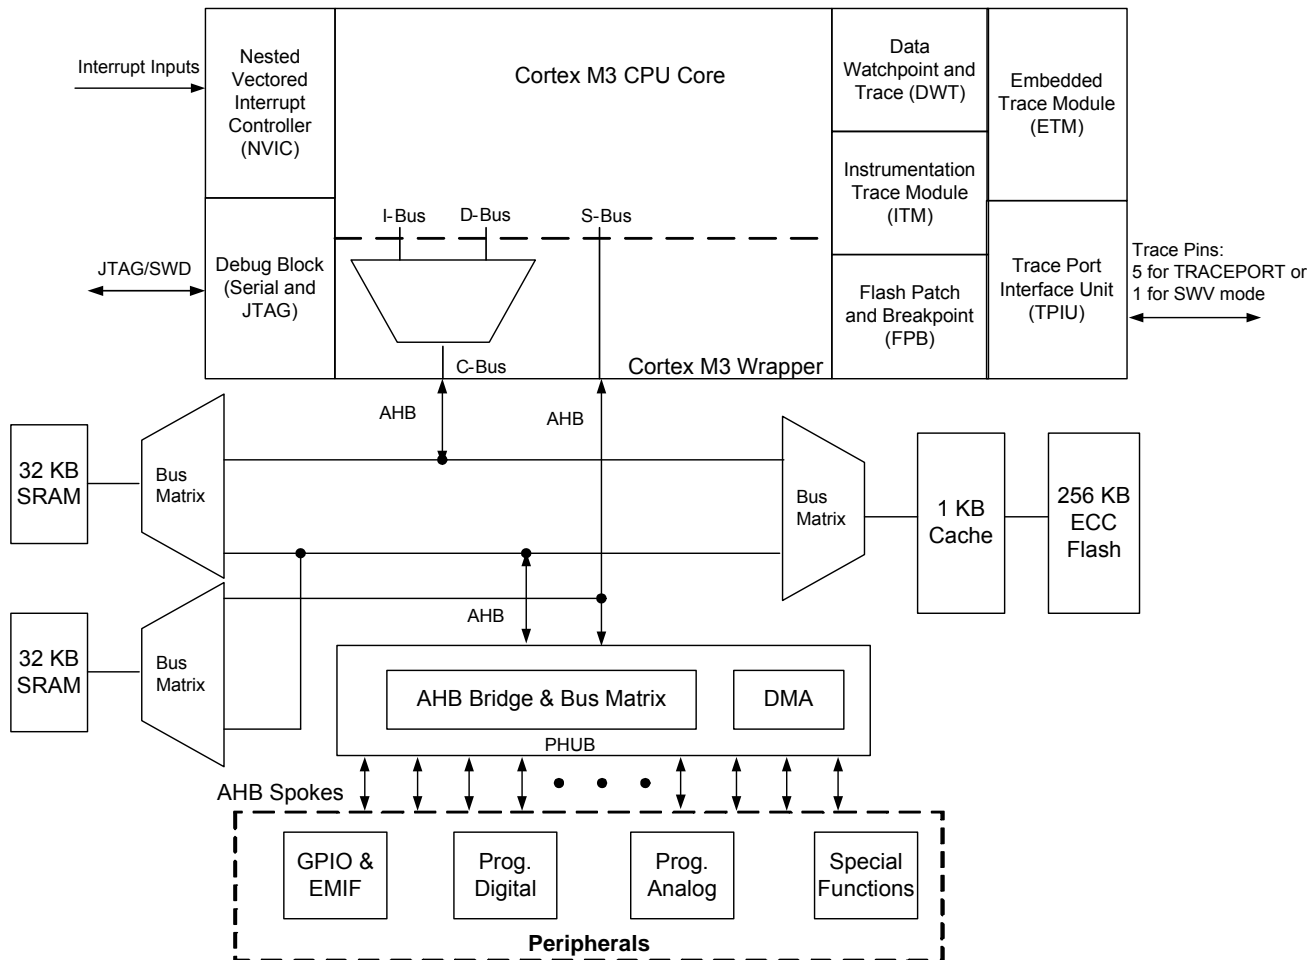 Interrupt Inputs
Nested
Vectored
Interrupt
Controller
(NVIC)
Cortex M3 CPU Core
Data
Watchpoint and
Trace (DWT)
Embedded
Trace Module
(ETM)
Instrumentation
Trace Module
(ITM)
I-Bus
D-Bus
S-Bus
JTAG/SWD
Debug Block
(Serial and
JTAG)
Flash Patch
and Breakpoint
(FPB)
Trace Port
Interface Unit
(TPIU)
Trace Pins:
5 for TRACEPORT or
1 for SWV mode
C-Bus
Cortex M3 Wrapper
AHB
AHB
32 KB
SRAM
Bus
Matrix
Bus
Matrix
1 KB
Cache
256 KB
ECC
Flash
AHB
32 KB
SRAM
Bus
Matrix
AHB Bridge & Bus Matrix
DMA
PHUB
AHB Spokes
GPIO &
EMIF
Prog.
Digital
Prog.
Analog
Special
Functions
Peripherals